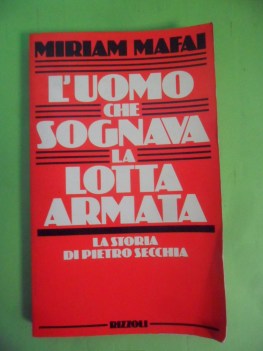 MIRIAM MAFAI
L'UOMO
CHE
SOGNAVA
LA
LOTTA
ARMATA
LA STORIA
DI PIETRO SECCHIA
RIZZOLI